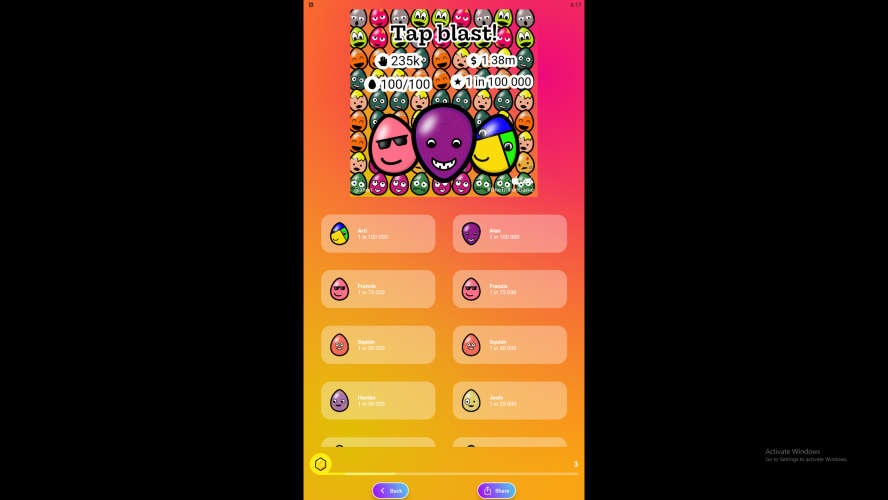 6:17
Tap blast!
235k
$ 1,38m
100/100
1 in 100 000
Arti
1 in 100 000
Alan
1 in 100 000
Francis
1 in 75 000
Francis
1 in 75 000
Squish
1 in 50 000
Squish
1 in 50 000
1 in 50 000
1 in 25 000
3
Back
Share
Activate Windows
Go to Settings to activate Windows.